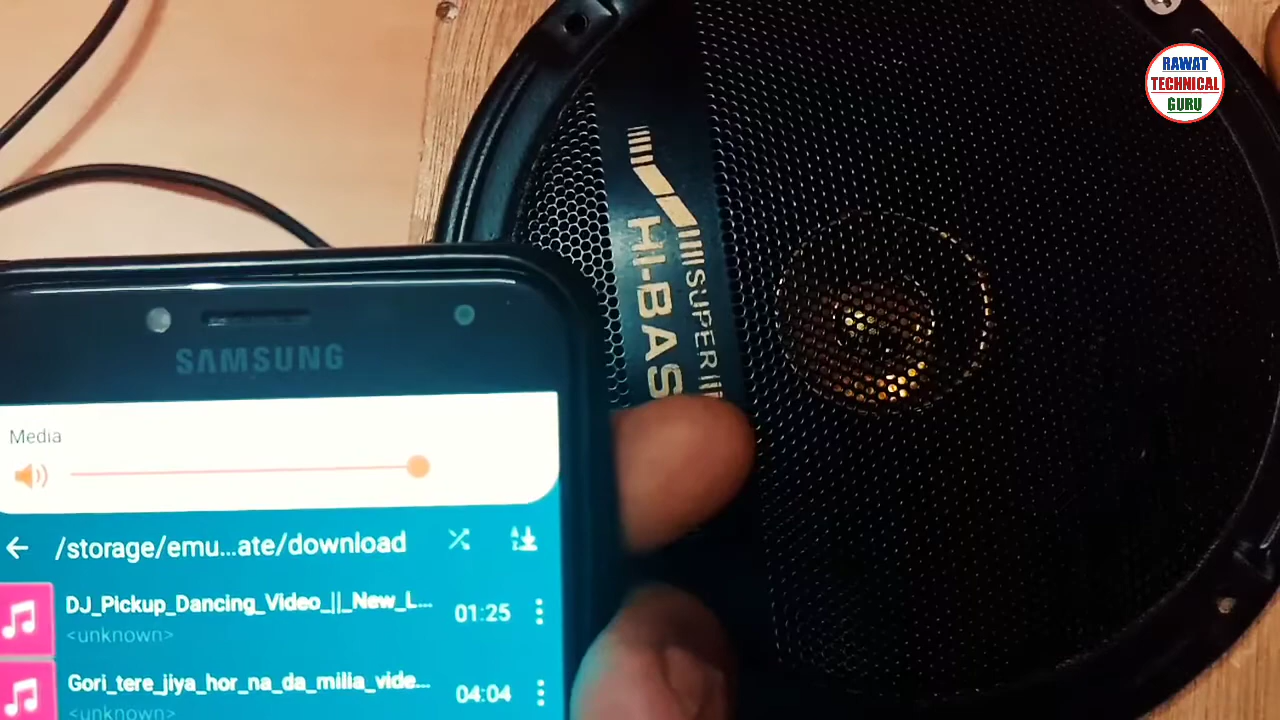 RAWAT
TECHNICAL
GURU
SUPER
HI-BAS
SAMSUNG
Media
/storage/emu...ate/download
DJ_Pickup_Dancing_Video_||_New_L...
01:25
<unknown>
Gori_tere_jiya_hor_na_da_milia_vide...
04:04
<unknown>